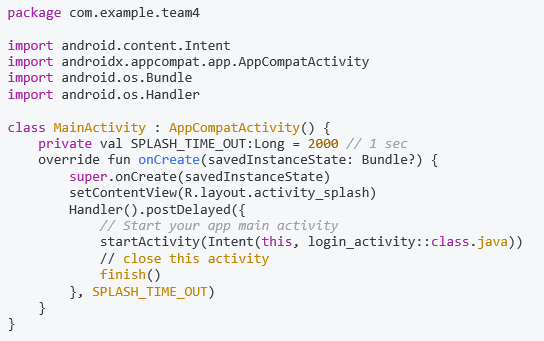 package com.example.team4
import android.content.Intent
import androidx.appcompat.app.AppCompatActivity
import android.os.Bundle
import android.os.Handler
class MainActivity : AppCompatActivity() {
private val SPLASH_TIME_OUT:Long = 2000 // 1 sec
override fun onCreate(savedInstanceState: Bundle?) {
super.onCreate(savedInstanceState)
setContentView(R.layout.activity_splash)
Handler().postDelayed({
// Start your app main activity
startActivity(Intent(this, login_activity::class.java))
// close this activity
finish()
}, SPLASH_TIME_OUT)
}
}